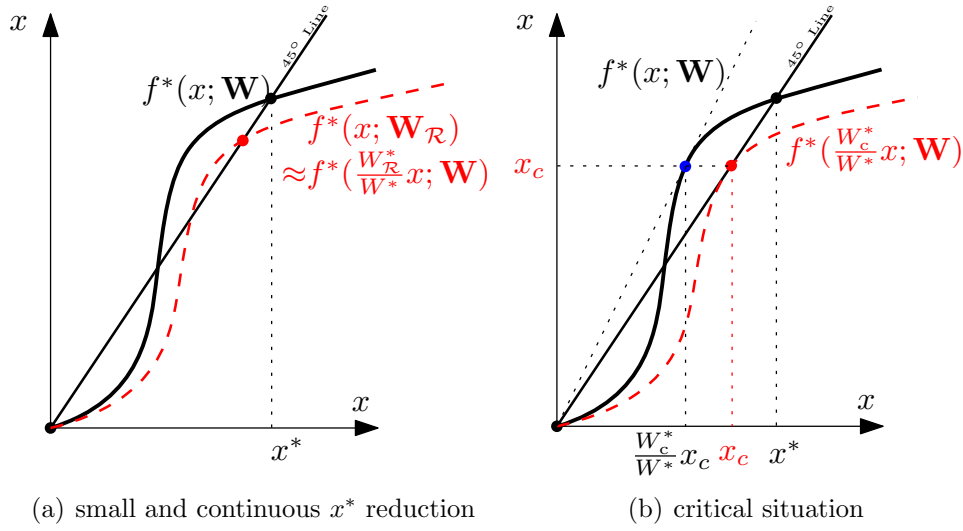 x
45° Line
f*(x; W)
f*(x; W_R)
≈f*(W*_R/W* x; W)
x
x*
(a) small and continuous x* reduction
x
45° Line
f*(x; W)
f*(W*_c/W* x; W)
x_c
x
W*_c/W* x_c
x_c
x*
(b) critical situation